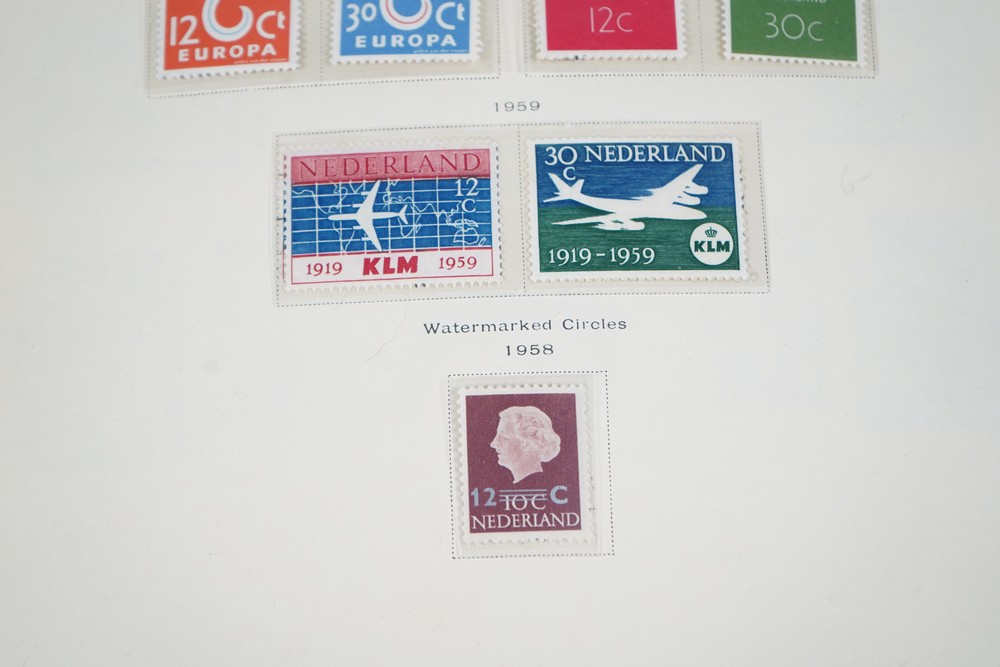 12 Ct
EUROPA
30 Ct
EUROPA
12C
30C
1959
NEDERLAND
12
C
1919 KLM 1959
30 NEDERLAND
C
KLM
1919-1959
Watermarked Circles
1958
12 10C C
NEDERLAND